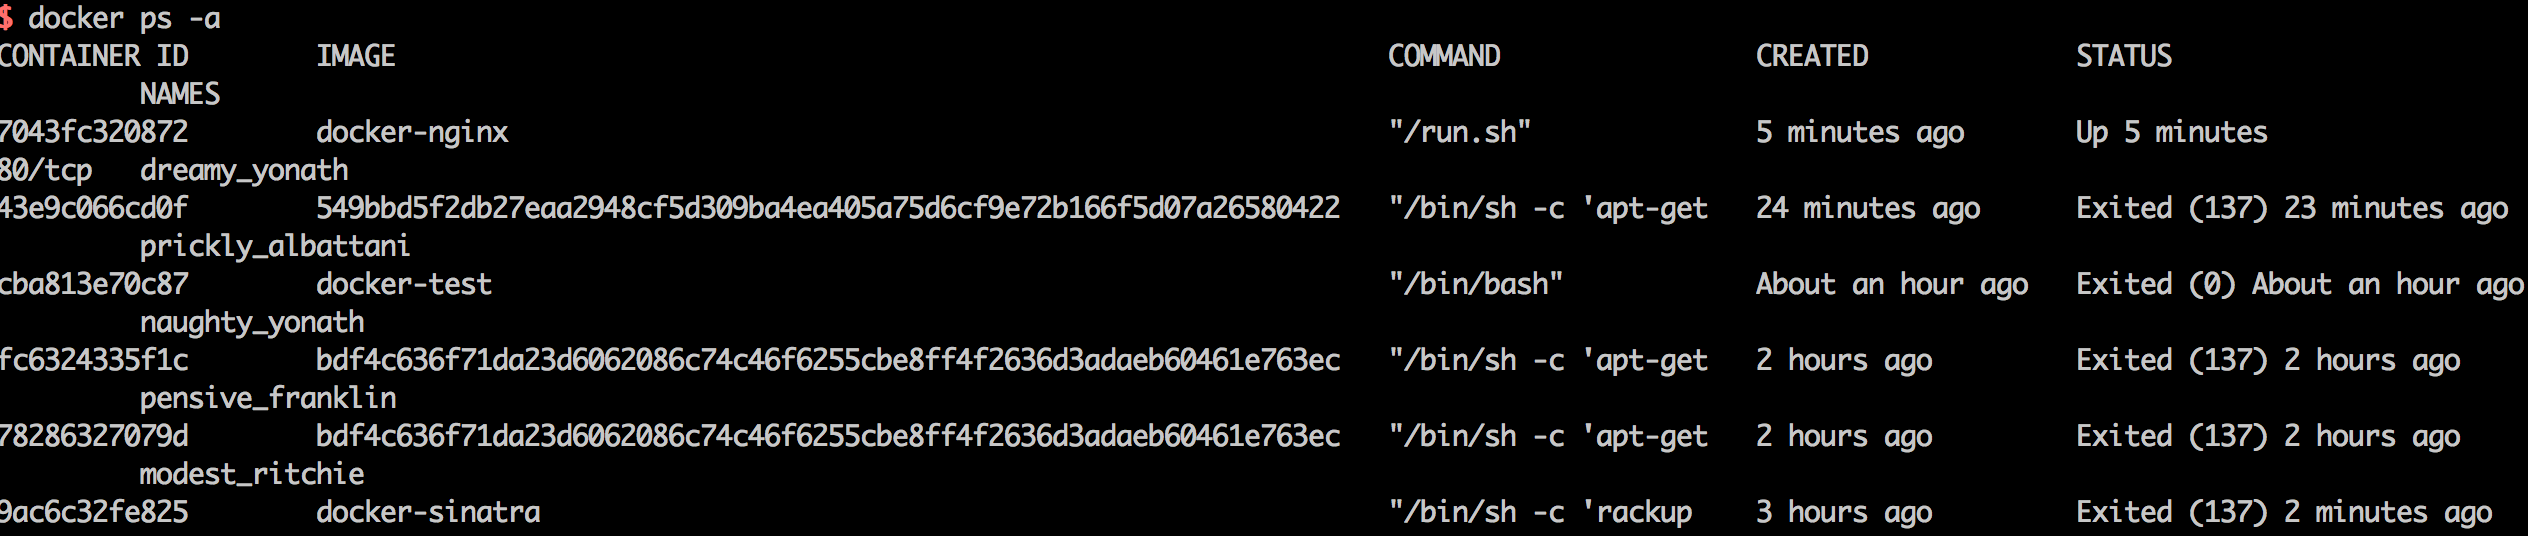 $ docker ps -a
CONTAINER ID        IMAGE                                                              COMMAND                CREATED             STATUS
         NAMES
7043fc320872        docker-nginx                                                       "/run.sh"              5 minutes ago       Up 5 minutes
80/tcp   dreamy_yonath
43e9c066cd0f        549bbd5f2db27eaa2948cf5d309ba4ea405a75d6cf9e72b166f5d07a26580422   "/bin/sh -c 'apt-get   24 minutes ago      Exited (137) 23 minutes ago
         prickly_albattani
cba813e70c87        docker-test                                                        "/bin/bash"            About an hour ago   Exited (0) About an hour ago
         naughty_yonath
fc6324335f1c        bdf4c636f71da23d6062086c74c46f6255cbe8ff4f2636d3adaeb60461e763ec   "/bin/sh -c 'apt-get   2 hours ago         Exited (137) 2 hours ago
         pensive_franklin
78286327079d        bdf4c636f71da23d6062086c74c46f6255cbe8ff4f2636d3adaeb60461e763ec   "/bin/sh -c 'apt-get   2 hours ago         Exited (137) 2 hours ago
         modest_ritchie
9ac6c32fe825        docker-sinatra                                                     "/bin/sh -c 'rackup    3 hours ago         Exited (137) 2 minutes ago